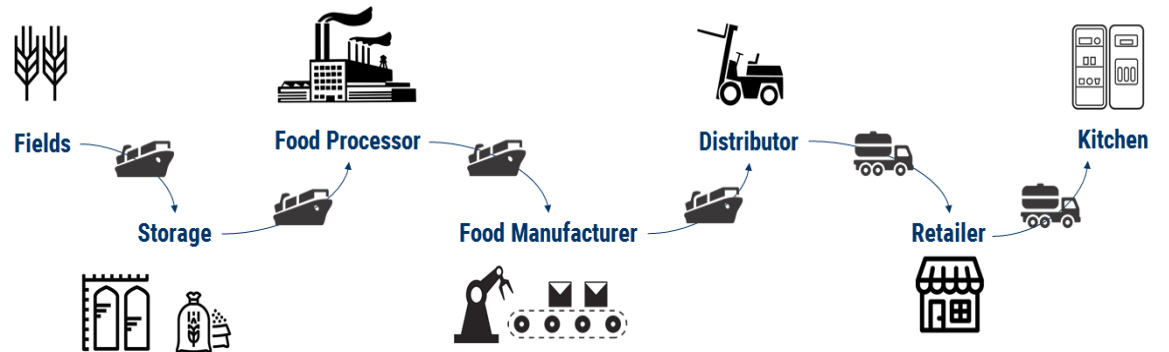 Fields
Storage
Food Processor
Food Manufacturer
Distributor
Retailer
Kitchen